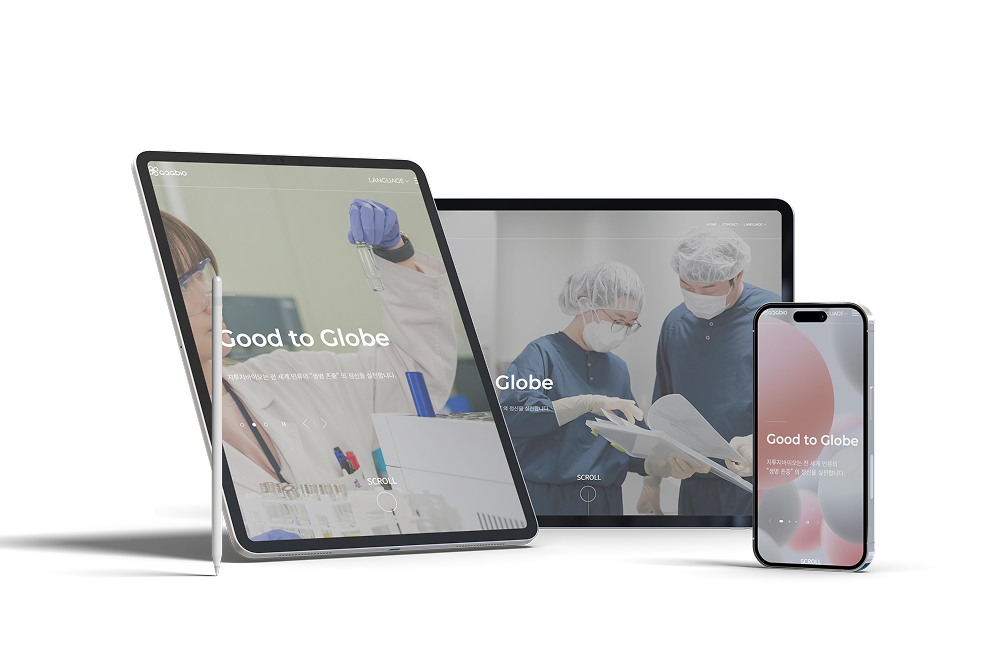 LANGUAGE
Good to Globe
지투지바이오는 전 세계 인류의 "생명 존중" 의 정신을 실천합니다.
SCROLL
HOME
CONTACT
LANGUAGE
Globe
의 정신을 실천합니다.
SCROLL
Good to Globe
지투지바이오는 전 세계 인류의
"생명 존중" 의 정신을 실천합니다.
SCROLL